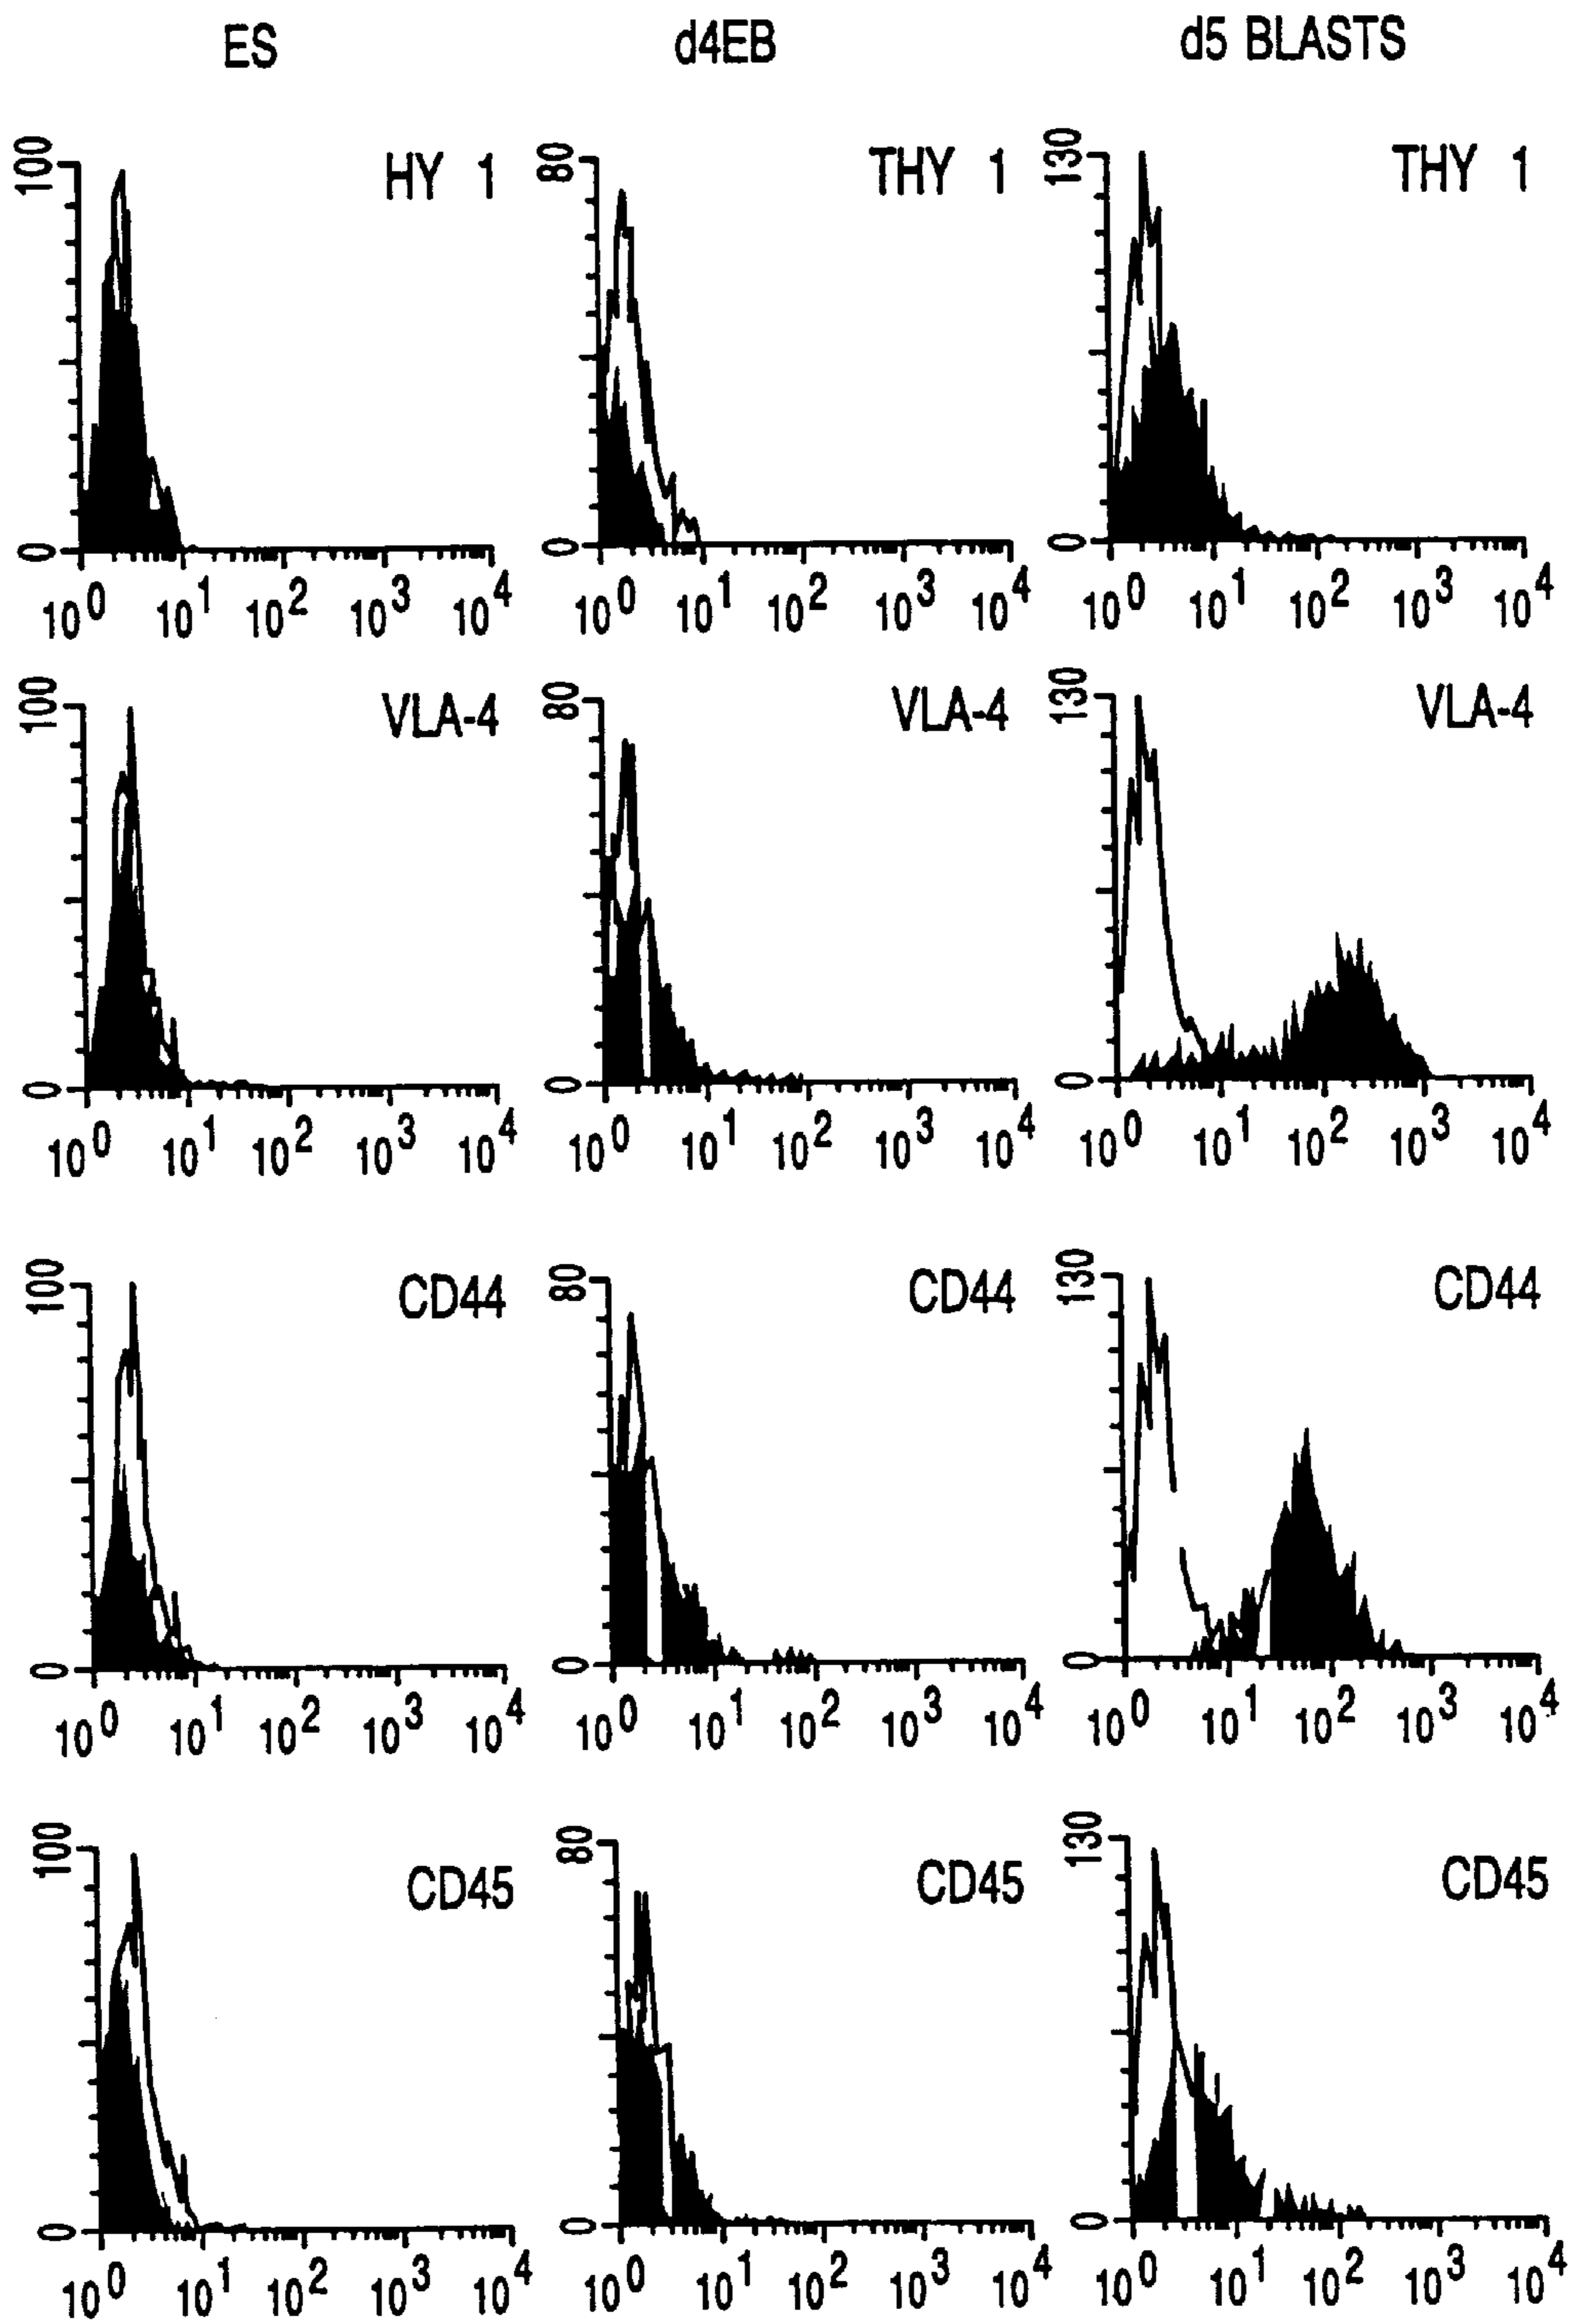 ES d4EB d5 BLASTS
100 HY 1 80 THY 1 130 THY 1
0 0 0
10^0 10^1 10^2 10^3 10^4 10^0 10^1 10^2 10^3 10^4 10^0 10^1 10^2 10^3 10^4
100 VLA-4 80 VLA-4 130 VLA-4
0 0 0
10^0 10^1 10^2 10^3 10^4 10^0 10^1 10^2 10^3 10^4 10^0 10^1 10^2 10^3 10^4
100 CD44 80 CD44 130 CD44
0 0 0
10^0 10^1 10^2 10^3 10^4 10^0 10^1 10^2 10^3 10^4 10^0 10^1 10^2 10^3 10^4
100 CD45 80 CD45 130 CD45
0 0 0
10^0 10^1 10^2 10^3 10^4 10^0 10^1 10^2 10^3 10^4 10^0 10^1 10^2 10^3 10^4